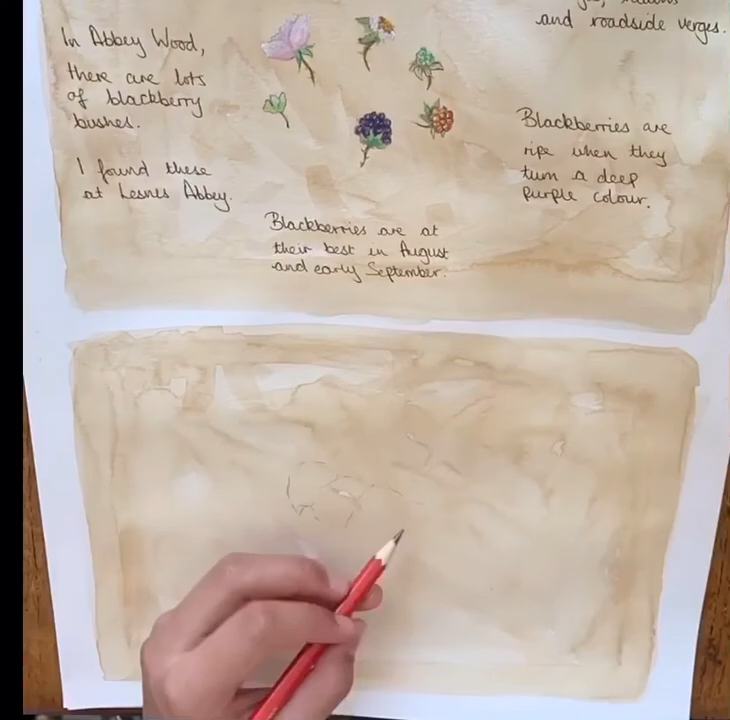 and roadside verges.
In Abbey Wood,
there are lots
of blackberry
bushes.
I found these
at Lesnes Abbey.
Blackberries are
ripe when they
turn a deep
purple colour.
Blackberries are at
their best in August
and early September.